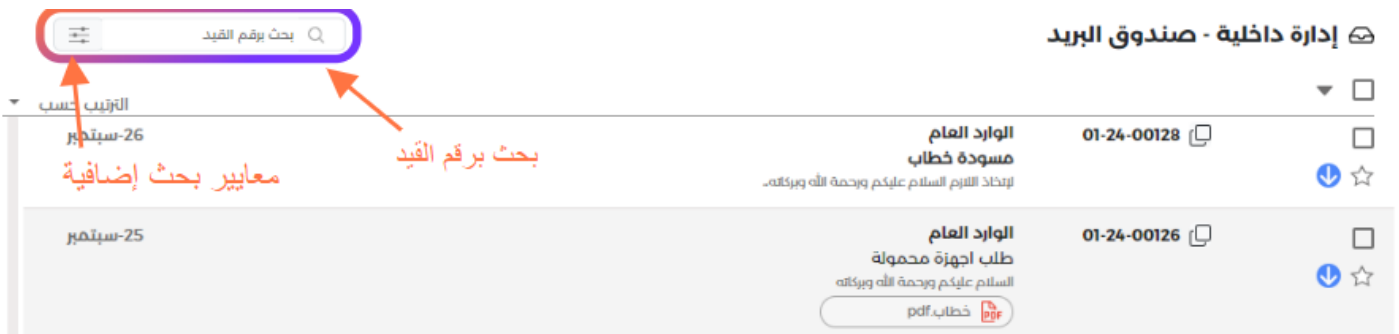 إدارة داخلية - صندوق البريد
بحث برقم القيد
الترتيب حسب
بحث برقم القيد
معايير بحث إضافية
01-24-00128
الوارد العام
26-سبتمبر
مسودة خطاب
لإتخاذ اللازم السلام عليكم ورحمة الله وبركاته..
01-24-00126
الوارد العام
25-سبتمبر
طلب اجهزة محمولة
السلام عليكم ورحمة الله وبركاته
PDF خطاب.pdf